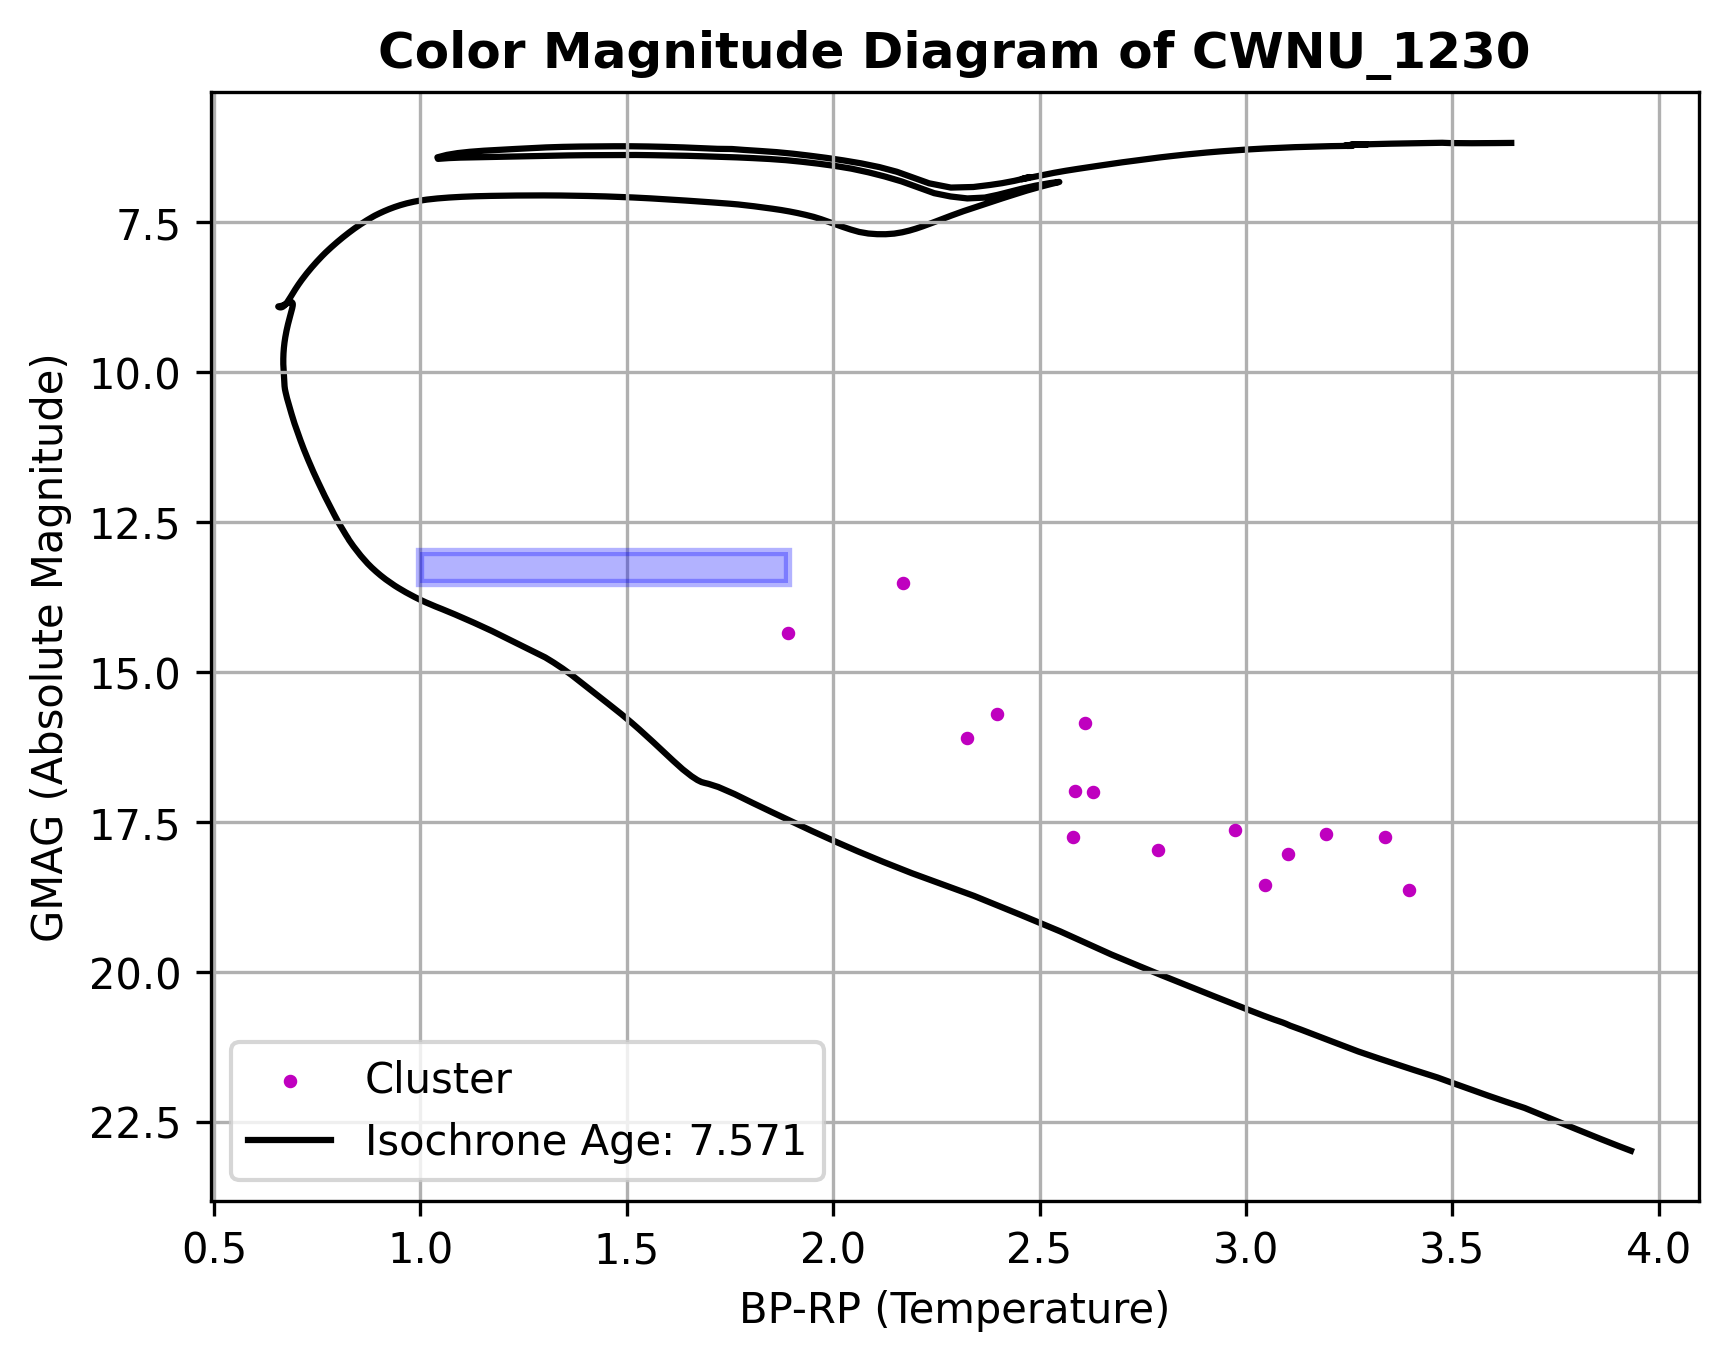 Color Magnitude Diagram of CWNU_1230
GMAG (Absolute Magnitude)
7.5
10.0
12.5
15.0
17.5
20.0
22.5
Cluster
Isochrone Age: 7.571
0.5 1.0 1.5 2.0 2.5 3.0 3.5 4.0
BP-RP (Temperature)